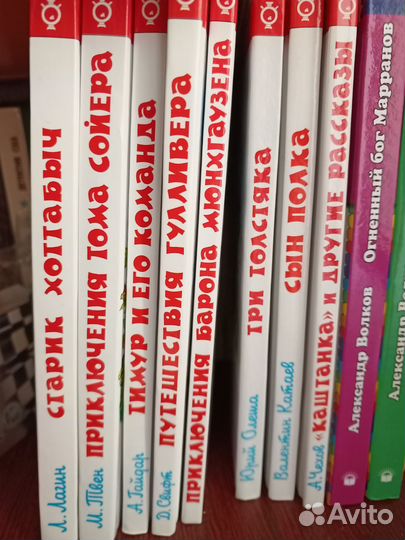 Л. Лагин СТАРИК ХОТТАБЫЧ
М. Твен ПРИКЛЮЧЕНИЯ ТОМА СОЙЕРА
А. Гайдар ТИМУР И ЕГО КОМАНДА
Д. Свифт ПУТЕШЕСТВИЯ ГУЛЛИВЕРА
ПРИКЛЮЧЕНИЯ БАРОНА МЮНХГАУЗЕНА
Юрий Олеша ТРИ ТОЛСТЯКА
Валентин Катаев СЫН ПОЛКА
А. Чехов «КАШТАНКА» И ДРУГИЕ РАССКАЗЫ
Александр Волков Огненный бог Марранов
Александр
Avito